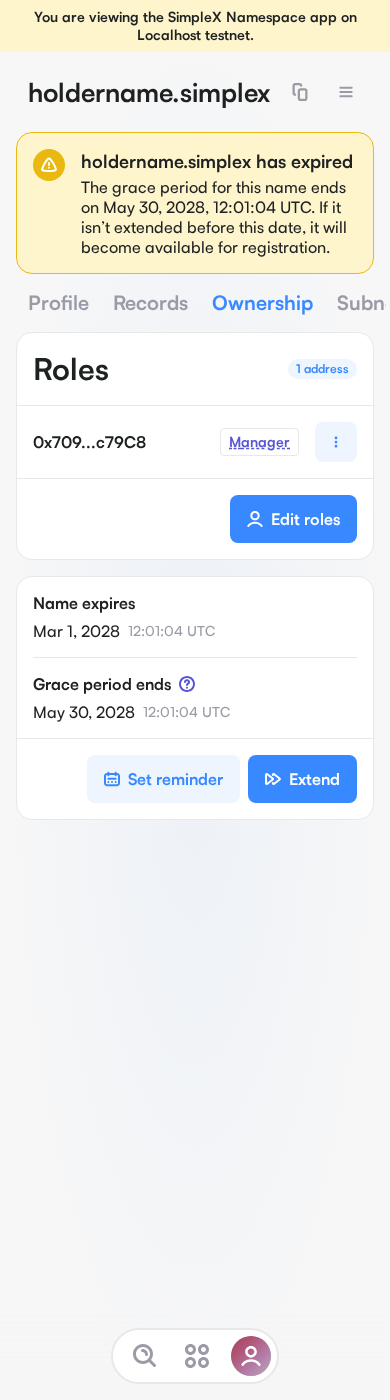 You are viewing the SimpleX Namespace app on
Localhost testnet.
holdername.simplex
holdername.simplex has expired
The grace period for this name ends
on May 30, 2028, 12:01:04 UTC. If it
isn't extended before this date, it will
become available for registration.
Profile Records Ownership Subn
Roles 1 address
0x709...c79C8 Manager
Edit roles
Name expires
Mar 1, 2028 12:01:04 UTC
Grace period ends
May 30, 2028 12:01:04 UTC
Set reminder Extend